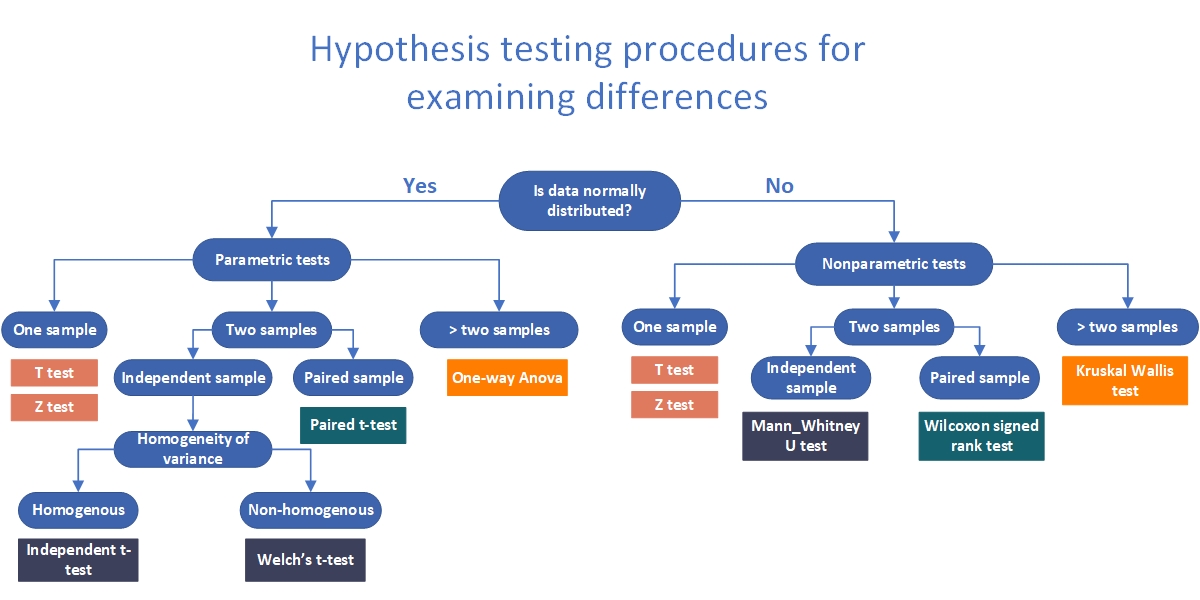 Hypothesis testing procedures for
examining differences
Yes
Is data normally
distributed?
No
Parametric tests
Nonparametric tests
One sample
Two samples
> two samples
One sample
Two samples
> two samples
T test
Z test
Independent sample
Paired sample
One-way Anova
T test
Z test
Independent
sample
Paired sample
Kruskal Wallis
test
Paired t-test
Mann_Whitney
U test
Wilcoxon signed
rank test
Homogeneity of
variance
Homogenous
Non-homogenous
Independent t-
test
Welch’s t-test